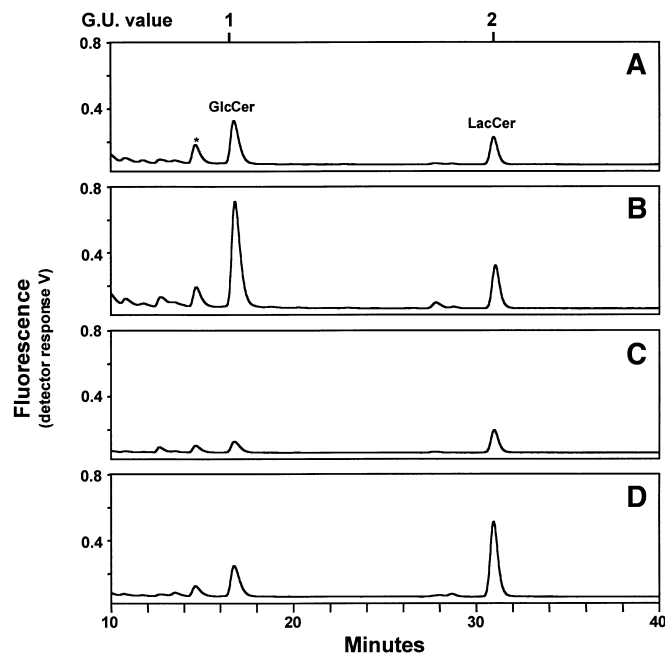 G.U. value 1 2
0.8
A
GlcCer
0.4
*
LacCer
0.8
B
0.4
0.8
C
0.4
0.8
D
0.4
Fluorescence
(detector response V)
10 20 30 40
Minutes